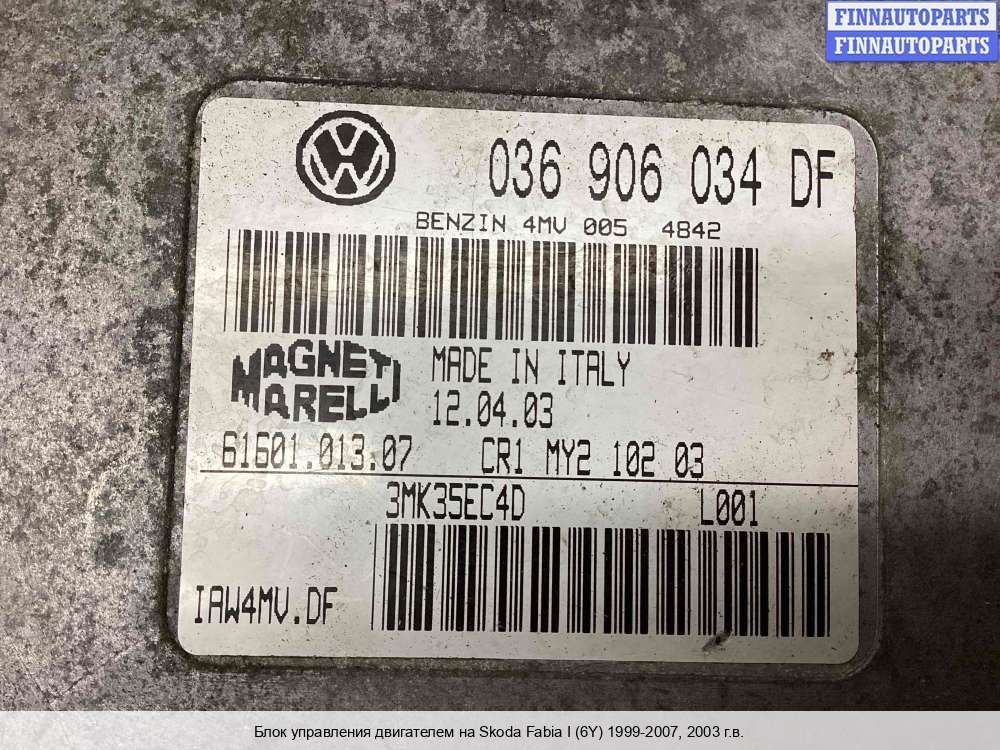 FINNAUTOPARTS
FINNAUTOPARTS
036 906 034 DF
BENZIN 4MV 005 4842
MAGNETI
MARELLI
MADE IN ITALY
12.04.03
61601.013.07 CR1 MY2 102 03
3MK35EC4D L001
IAW4MV.DF
Блок управления двигателем на Skoda Fabia I (6Y) 1999-2007, 2003 г.в.